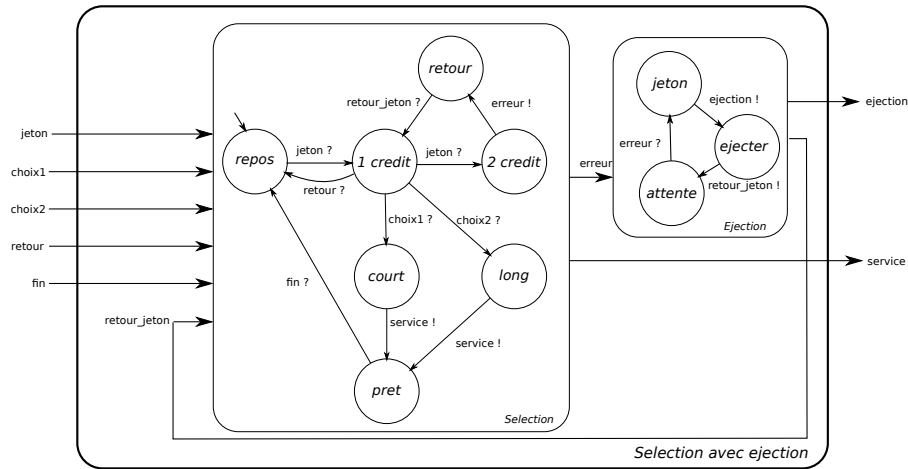 retour
retour_jeton ?
erreur !
jeton
ejection !
ejection
jeton
repos
jeton ?
1 credit
jeton ?
2 credit
erreur ?
ejecter
choix1
retour ?
erreur
attente
retour_jeton !
choix2
choix1 ?
choix2 ?
Ejection
retour
fin
fin ?
court
long
service
retour_jeton
service !
service !
pret
Selection
Selection avec ejection